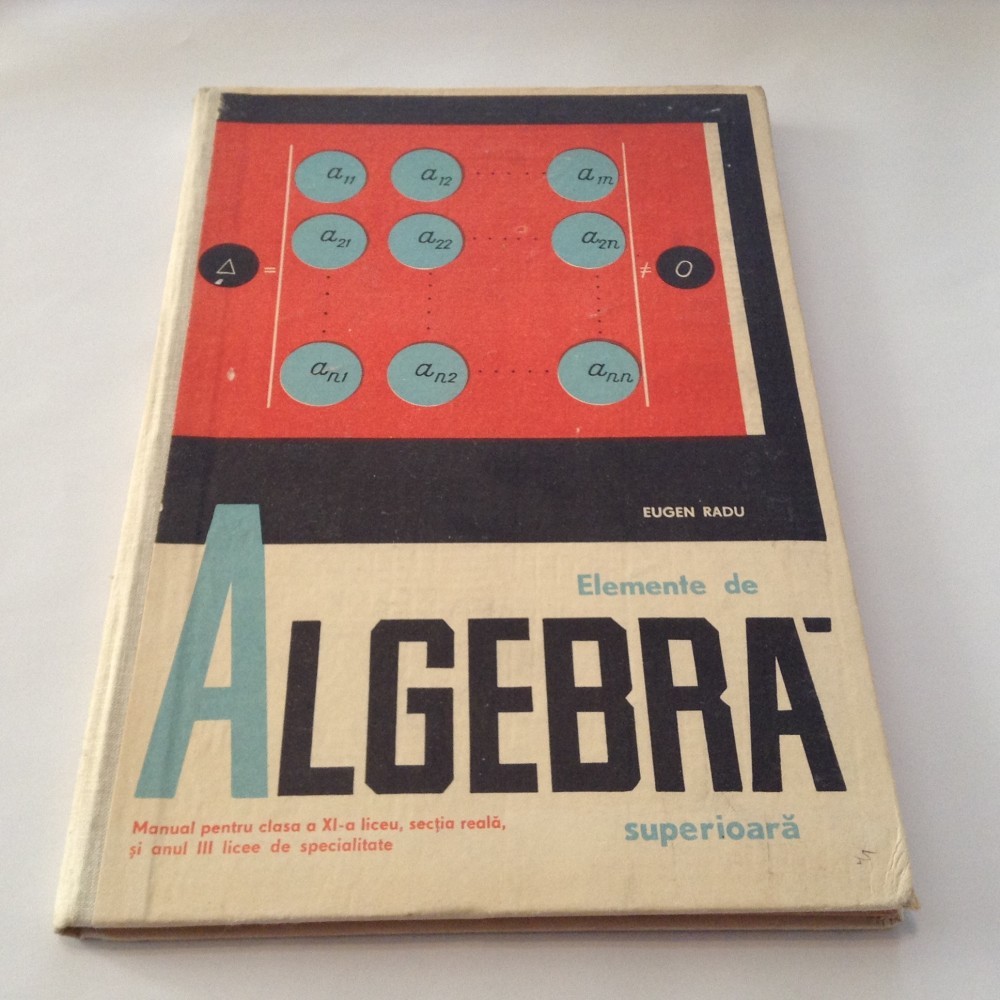 a11 a12 ...... a1n
a21 a22 ...... a2n
Δ = ≠ 0
an1 an2 ...... ann
EUGEN RADU
Elemente de
ALGEBRĂ
superioară
Manual pentru clasa a XI-a liceu, secția reală,
și anul III licee de specialitate